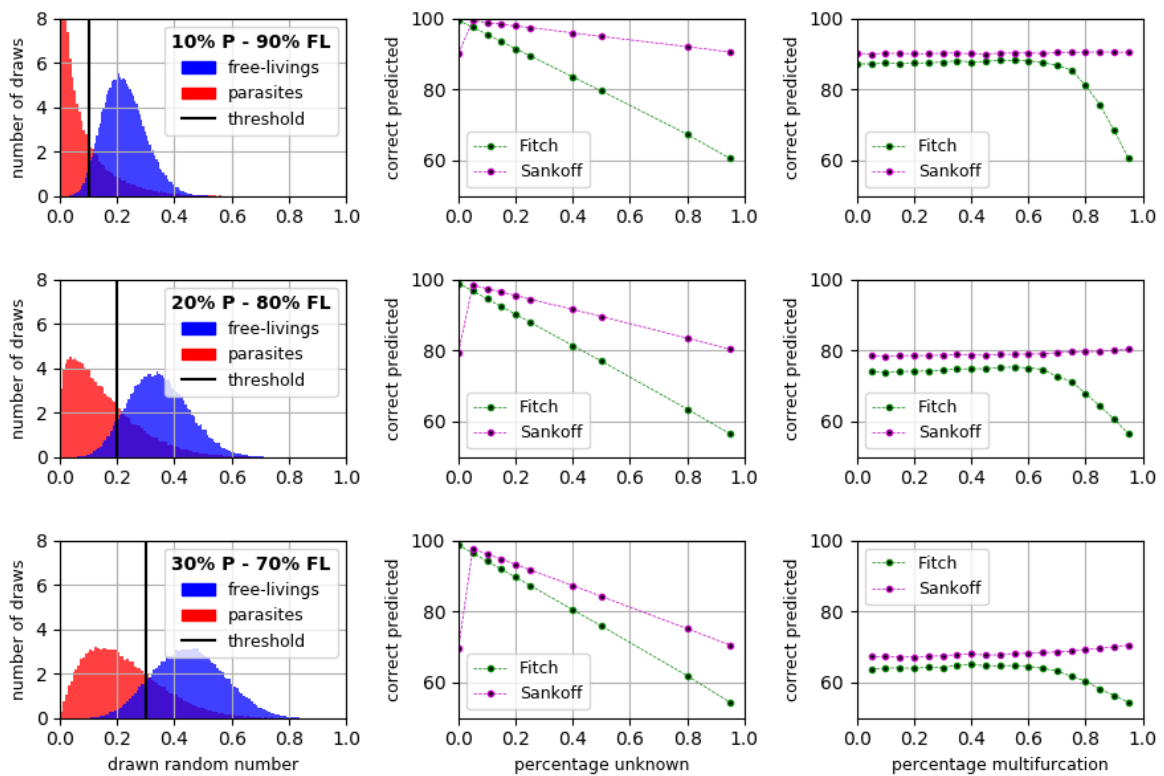 number of draws
8
6
4
2
0
10% P - 90% FL
free-livings
parasites
threshold
0.0 0.2 0.4 0.6 0.8 1.0
correct predicted
100
80
60
Fitch
Sankoff
0.0 0.2 0.4 0.6 0.8 1.0
correct predicted
100
80
60
Fitch
Sankoff
0.0 0.2 0.4 0.6 0.8 1.0
number of draws
8
6
4
2
0
20% P - 80% FL
free-livings
parasites
threshold
0.0 0.2 0.4 0.6 0.8 1.0
correct predicted
100
80
60
Fitch
Sankoff
0.0 0.2 0.4 0.6 0.8 1.0
correct predicted
100
80
60
Fitch
Sankoff
0.0 0.2 0.4 0.6 0.8 1.0
number of draws
8
6
4
2
0
30% P - 70% FL
free-livings
parasites
threshold
0.0 0.2 0.4 0.6 0.8 1.0
drawn random number
correct predicted
100
80
60
Fitch
Sankoff
0.0 0.2 0.4 0.6 0.8 1.0
percentage unknown
correct predicted
100
80
60
Fitch
Sankoff
0.0 0.2 0.4 0.6 0.8 1.0
percentage multifurcation